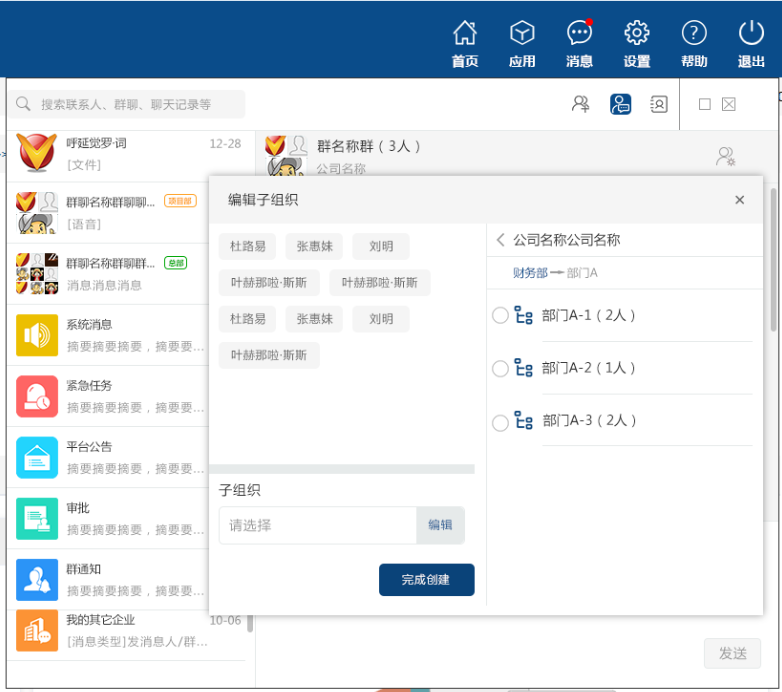 首页 应用 消息 设置 帮助 退出
搜索联系人、群聊、聊天记录等
呼延觉罗·词 12-28
[文件]
群聊名称群聊聊... 项目部
[语音]
群聊名称群聊群... 总部
消息消息消息
系统消息
摘要摘要摘要，摘要要...
紧急任务
摘要摘要摘要，摘要要...
平台公告
摘要摘要摘要，摘要要...
审批
摘要摘要摘要，摘要要...
群通知
摘要摘要摘要，摘要要...
我的其它企业 10-06
[消息类型]发消息人/群...
群名称群（3人）
公司名称
编辑子组织
杜路易 张惠妹 刘明
叶赫那啦·斯斯 叶赫那啦·斯斯
杜路易 张惠妹 刘明
叶赫那啦·斯斯
子组织
请选择 编辑
完成创建
公司名称公司名称
财务部 部门A
部门A-1（2人）
部门A-2（1人）
部门A-3（2人）
发送